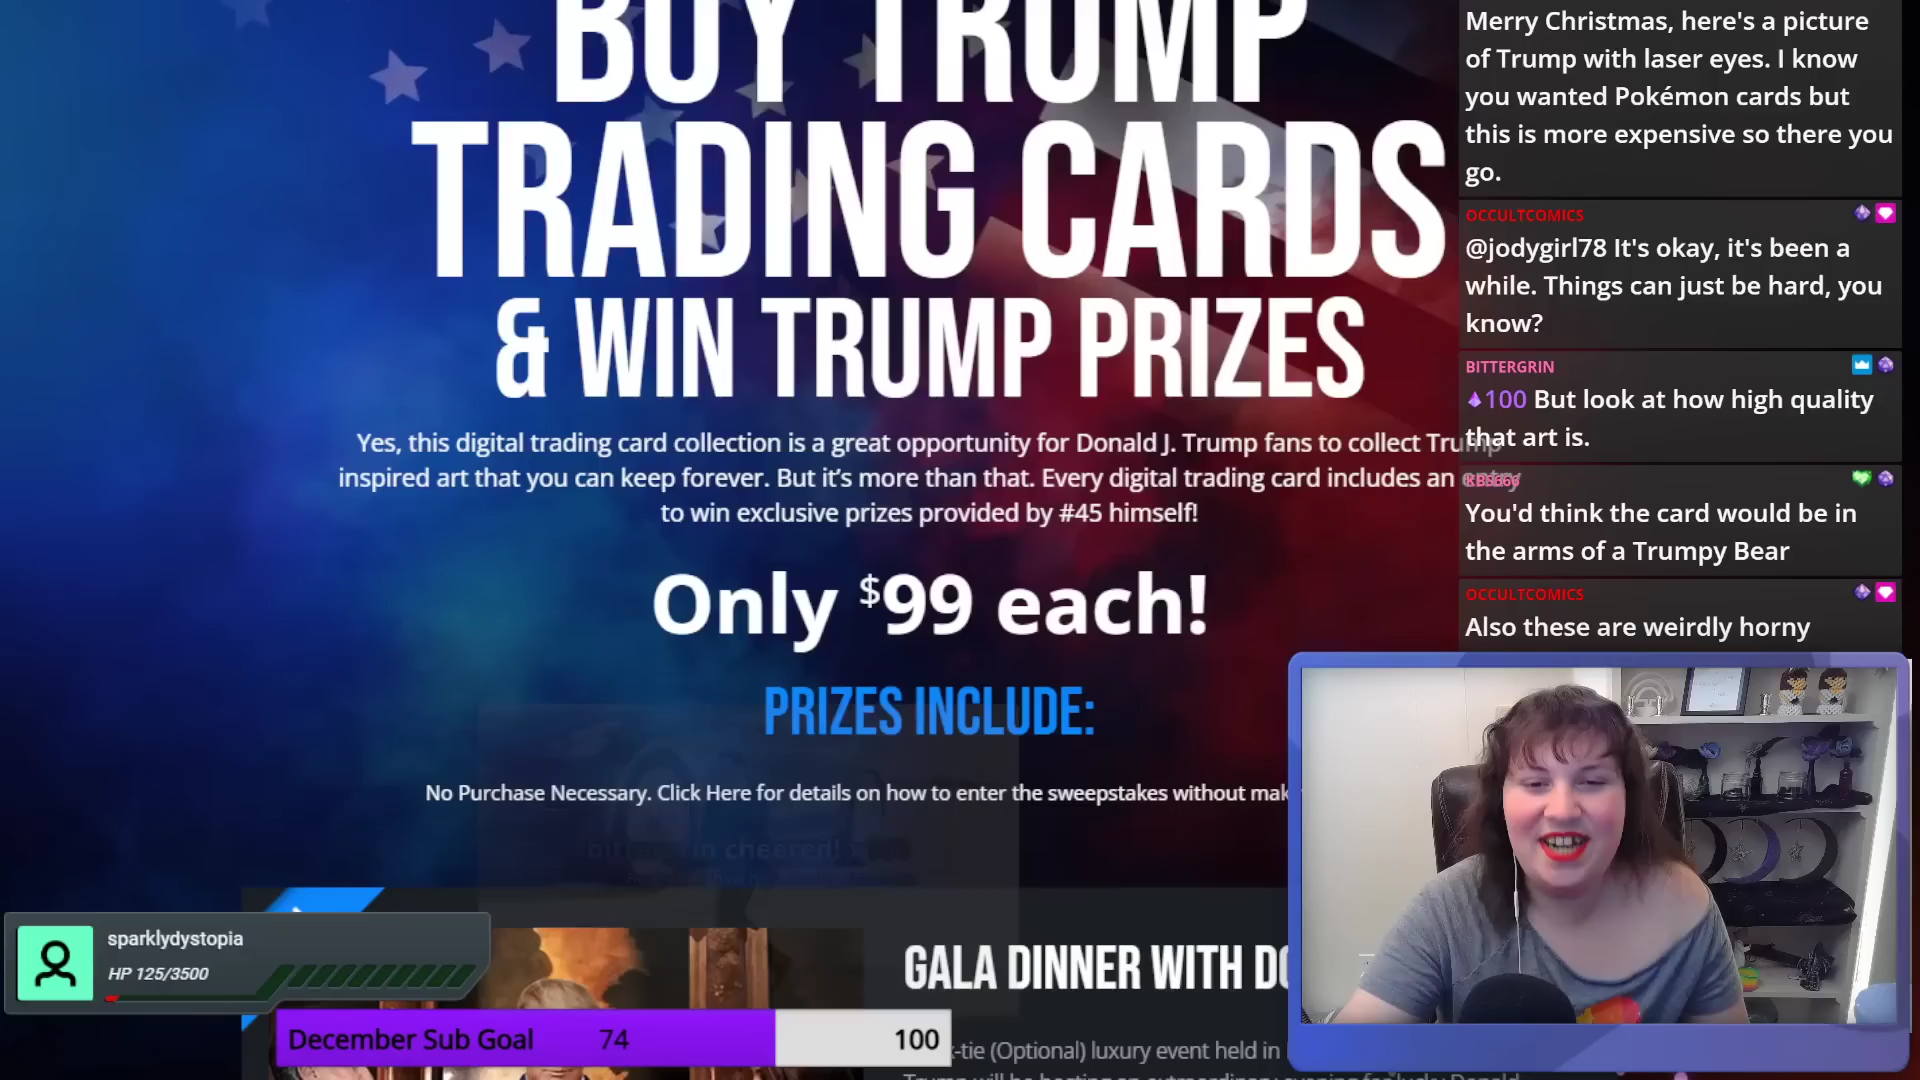 BUY TRUMP
TRADING CARDS
& WIN TRUMP PRIZES
Yes, this digital trading card collection is a great opportunity for Donald J. Trump fans to collect Trump
inspired art that you can keep forever. But it’s more than that. Every digital trading card includes an entry
to win exclusive prizes provided by #45 himself!
Only $99 each!
PRIZES INCLUDE:
No Purchase Necessary. Click Here for details on how to enter the sweepstakes without mak
cheered!
GALA DINNER WITH DO
-tie (Optional) luxury event held in
sparklydystopia
HP 125/3500
December Sub Goal 74 100
Merry Christmas, here's a picture
of Trump with laser eyes. I know
you wanted Pokémon cards but
this is more expensive so there you
go.
OCCULTCOMICS
@jodygirl78 It's okay, it's been a
while. Things can just be hard, you
know?
BITTERGRIN
100 But look at how high quality
that art is.
You'd think the card would be in
the arms of a Trumpy Bear
OCCULTCOMICS
Also these are weirdly horny